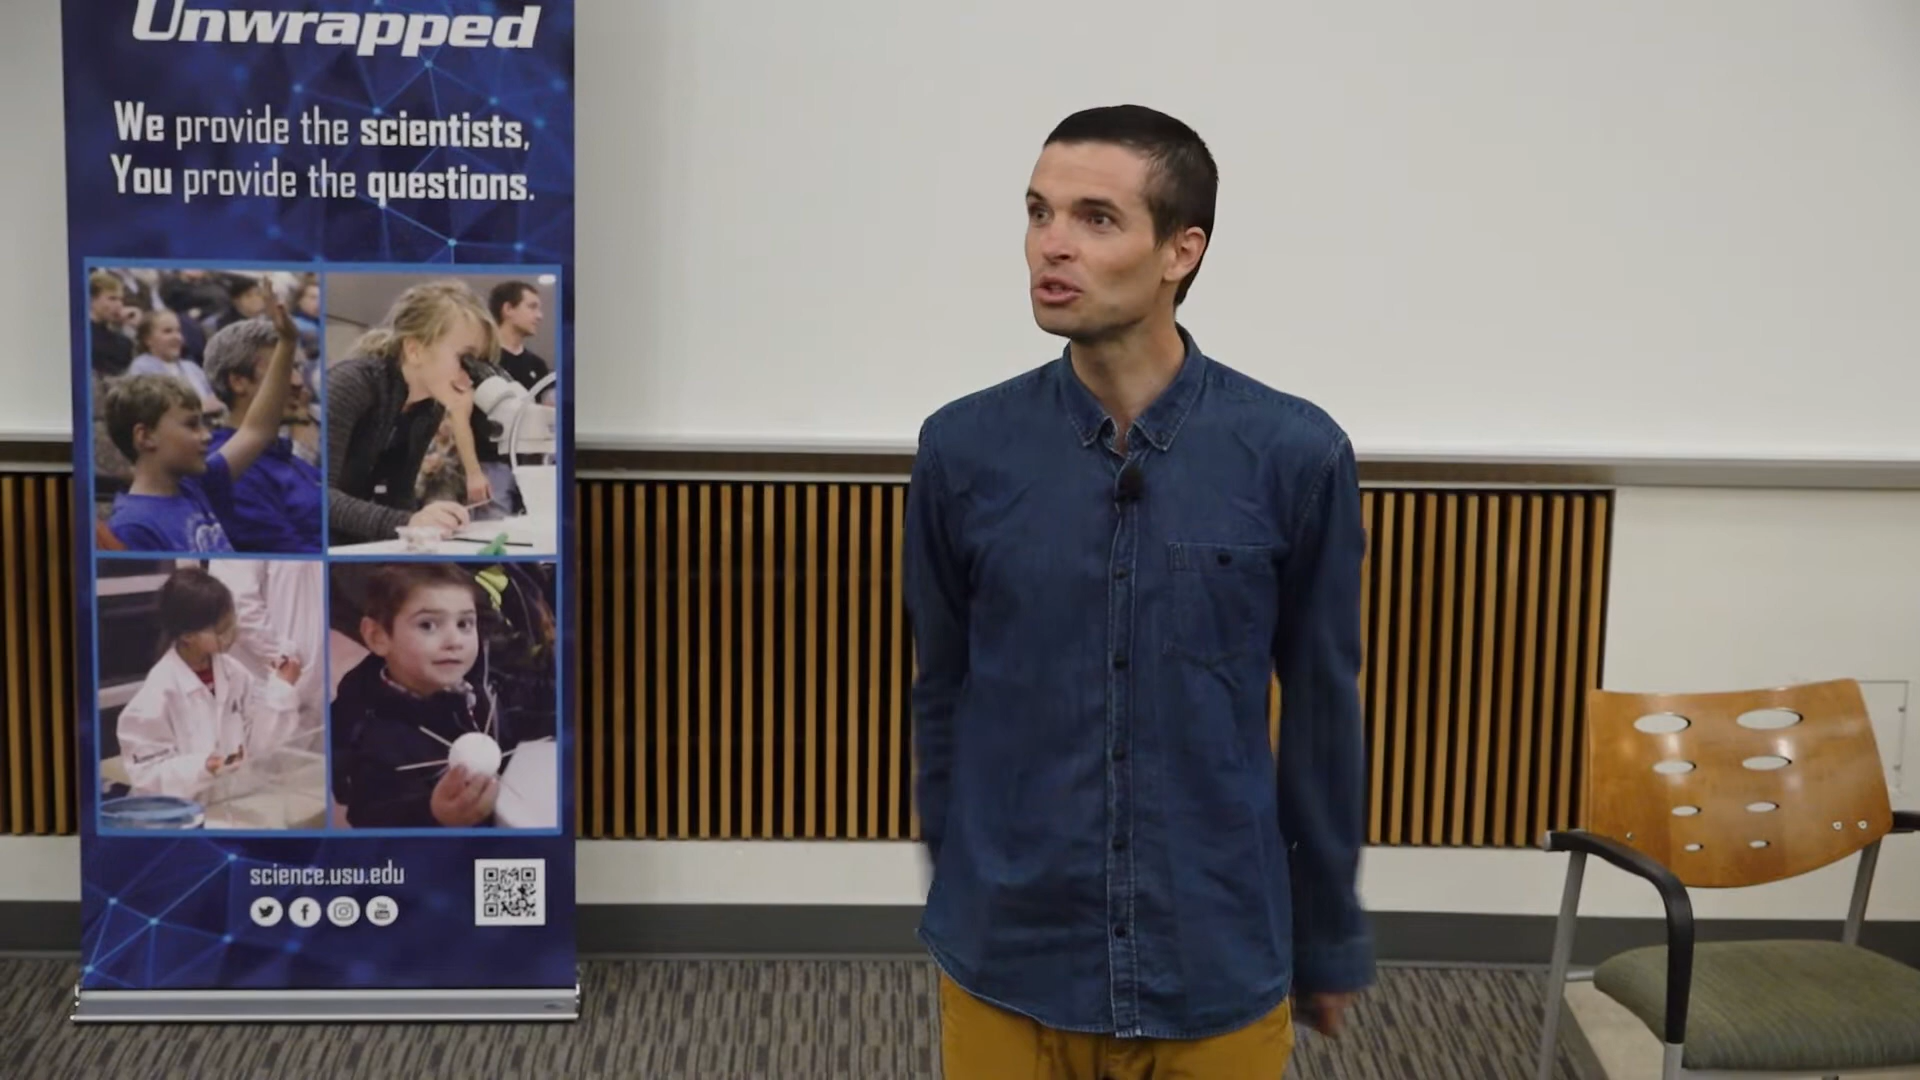 Unwrapped
We provide the scientists,
You provide the questions.
science.usu.edu